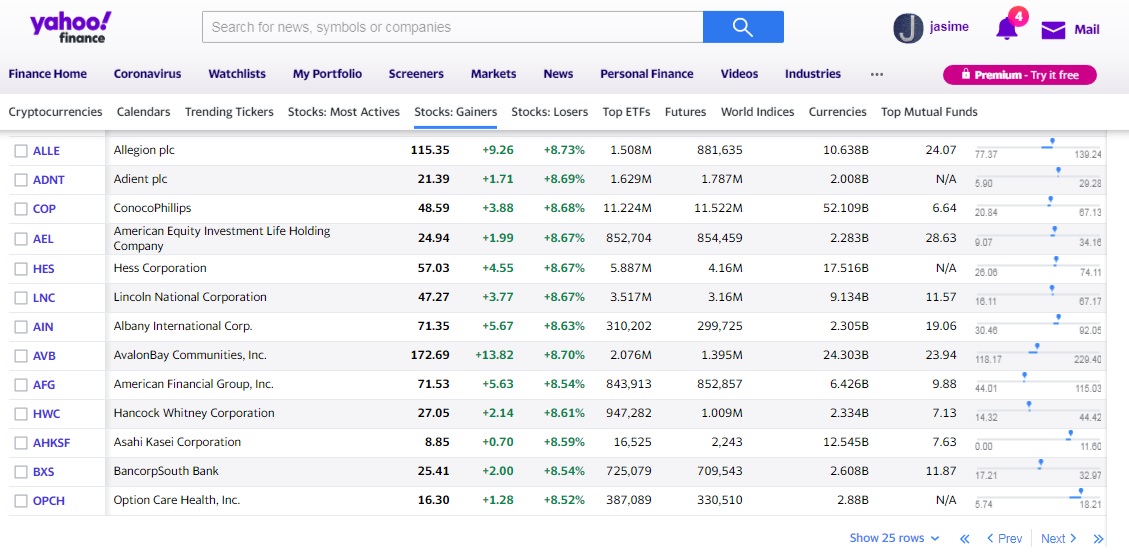 yahoo!
finance
Search for news, symbols or companies
J
jasime
4
Mail
Finance Home Coronavirus Watchlists My Portfolio Screeners Markets News Personal Finance Videos Industries ... Premium - Try it free
Cryptocurrencies Calendars Trending Tickers Stocks: Most Actives Stocks: Gainers Stocks: Losers Top ETFs Futures World Indices Currencies Top Mutual Funds
ALLE Allegion plc 115.35 +9.26 +8.73% 1.508M 881,635 10.638B 24.07 77.37 139.24
ADNT Adient plc 21.39 +1.71 +8.69% 1.629M 1.787M 2.008B N/A 5.90 29.28
COP ConocoPhillips 48.59 +3.88 +8.68% 11.224M 11.522M 52.109B 6.64 20.84 67.13
AEL American Equity Investment Life Holding
Company 24.94 +1.99 +8.67% 852,704 854,459 2.283B 28.63 9.07 34.16
HES Hess Corporation 57.03 +4.55 +8.67% 5.887M 4.16M 17.516B N/A 26.06 74.11
LNC Lincoln National Corporation 47.27 +3.77 +8.67% 3.517M 3.16M 9.134B 11.57 16.11 67.17
AIN Albany International Corp. 71.35 +5.67 +8.63% 310,202 299,725 2.305B 19.06 30.46 92.05
AVB AvalonBay Communities, Inc. 172.69 +13.82 +8.70% 2.076M 1.395M 24.303B 23.94 118.17 229.40
AFG American Financial Group, Inc. 71.53 +5.63 +8.54% 843,913 852,857 6.426B 9.88 44.01 115.03
HWC Hancock Whitney Corporation 27.05 +2.14 +8.61% 947,282 1.009M 2.334B 7.13 14.32 44.42
AHKSF Asahi Kasei Corporation 8.85 +0.70 +8.59% 16,525 2,243 12.545B 7.63 0.00 11.60
BXS BancorpSouth Bank 25.41 +2.00 +8.54% 725,079 709,543 2.608B 11.87 17.21 32.97
OPCH Option Care Health, Inc. 16.30 +1.28 +8.52% 387,089 330,510 2.88B N/A 5.74 18.21
Show 25 rows Prev Next